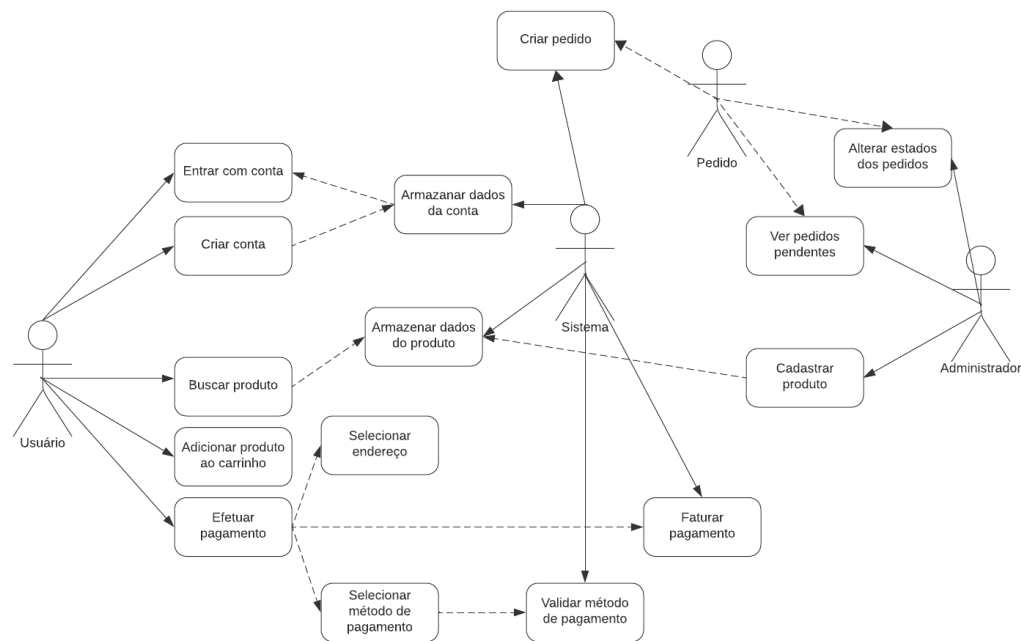 Criar pedido
Pedido
Alterar estados
dos pedidos
Entrar com conta
Armazanar dados
da conta
Criar conta
Ver pedidos
pendentes
Sistema
Armazenar dados
do produto
Administrador
Cadastrar
produto
Usuário
Buscar produto
Adicionar produto
ao carrinho
Selecionar
endereço
Efetuar
pagamento
Faturar
pagamento
Selecionar
método de
pagamento
Validar método
de pagamento